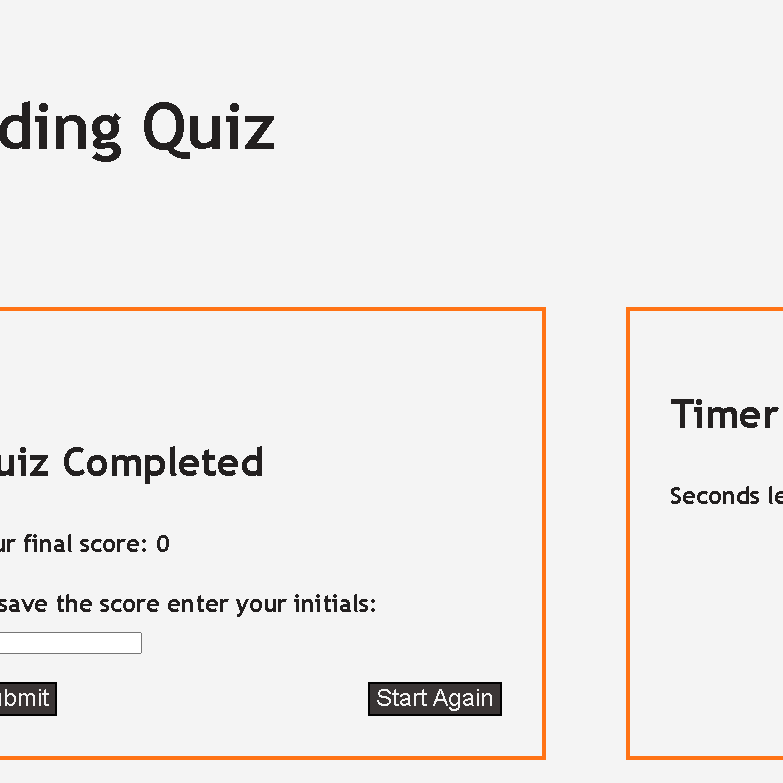 ding Quiz
uiz Completed
ur final score: 0
save the score enter your initials:
ubmit
Start Again
Timer
Seconds le